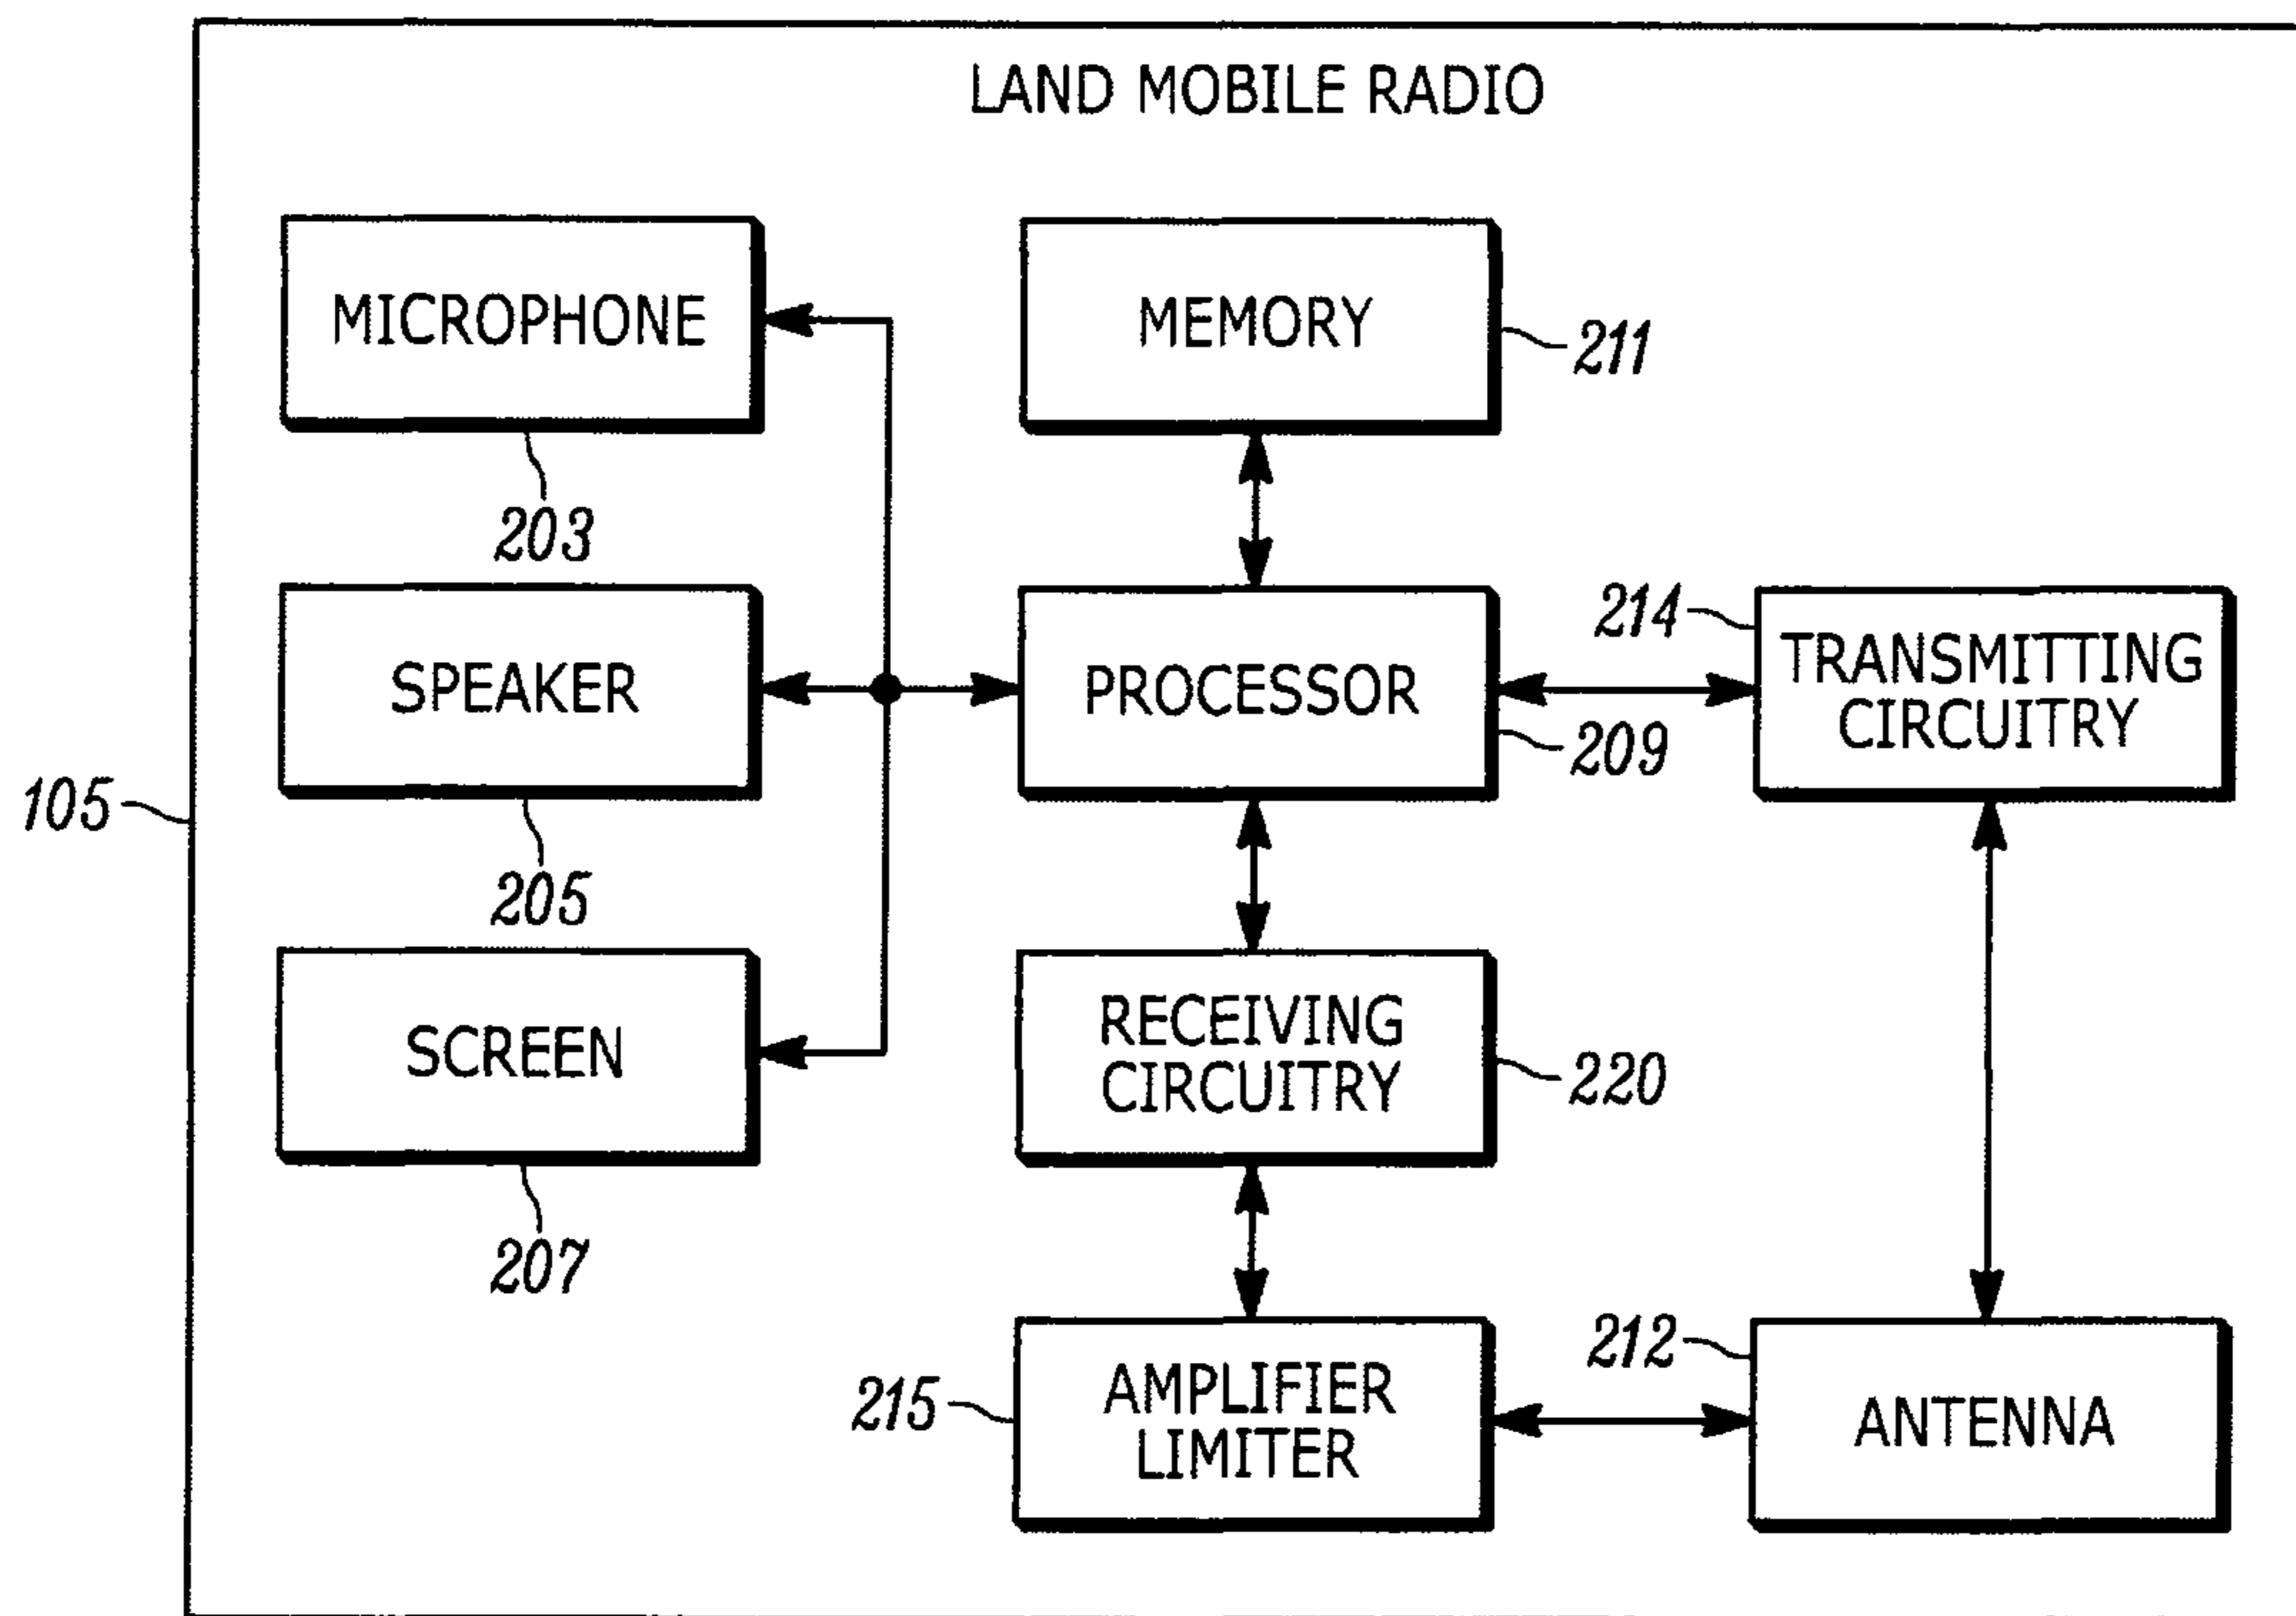 LAND MOBILE RADIO
MICROPHONE
203
MEMORY
211
SPEAKER
205
PROCESSOR
209
214
TRANSMITTING
CIRCUITRY
105
SCREEN
207
RECEIVING
CIRCUITRY
220
215
AMPLIFIER
LIMITER
212
ANTENNA